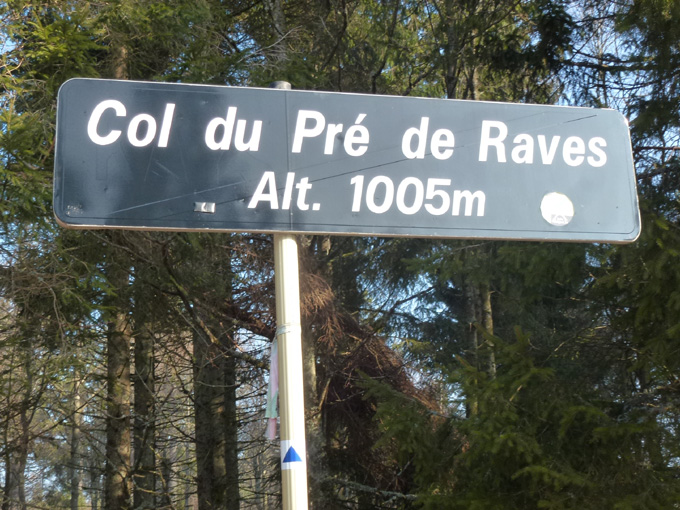 Col du Pré de Raves
Alt. 1005m